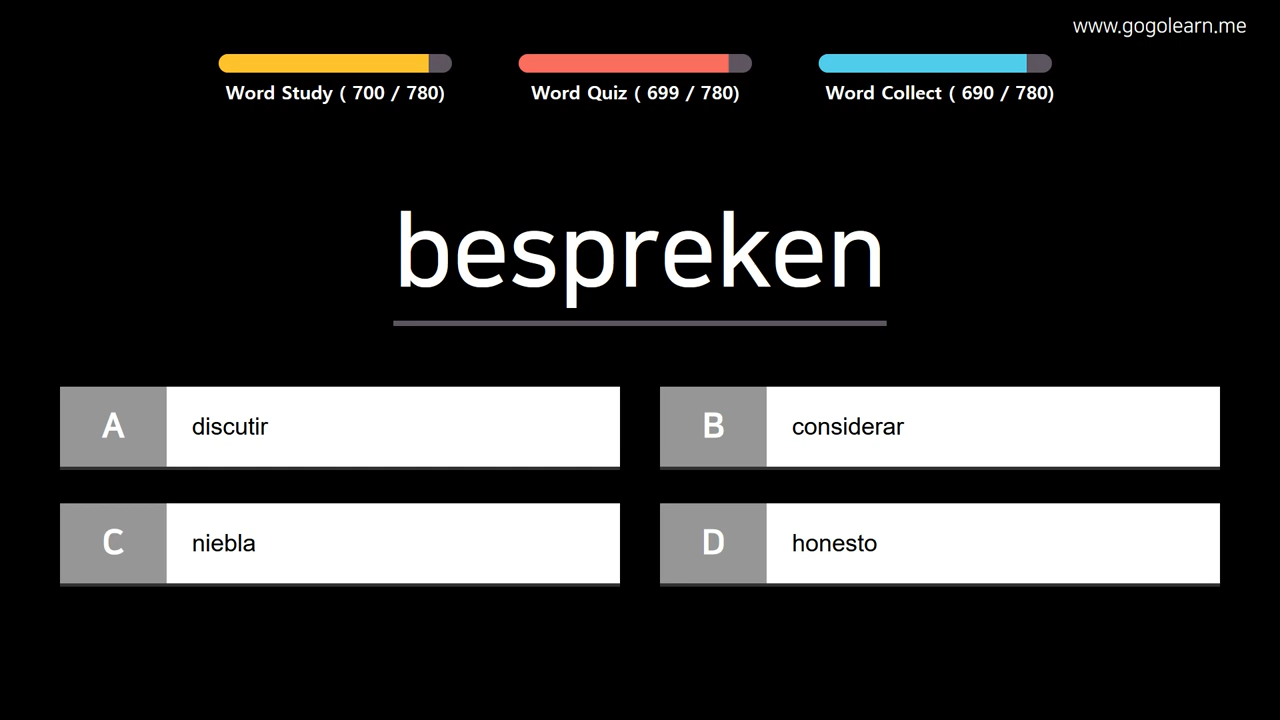 www.gogolearn.me
Word Study ( 700 / 780)
Word Quiz ( 699 / 780)
Word Collect ( 690 / 780)
bespreken
A discutir
B considerar
C niebla
D honesto